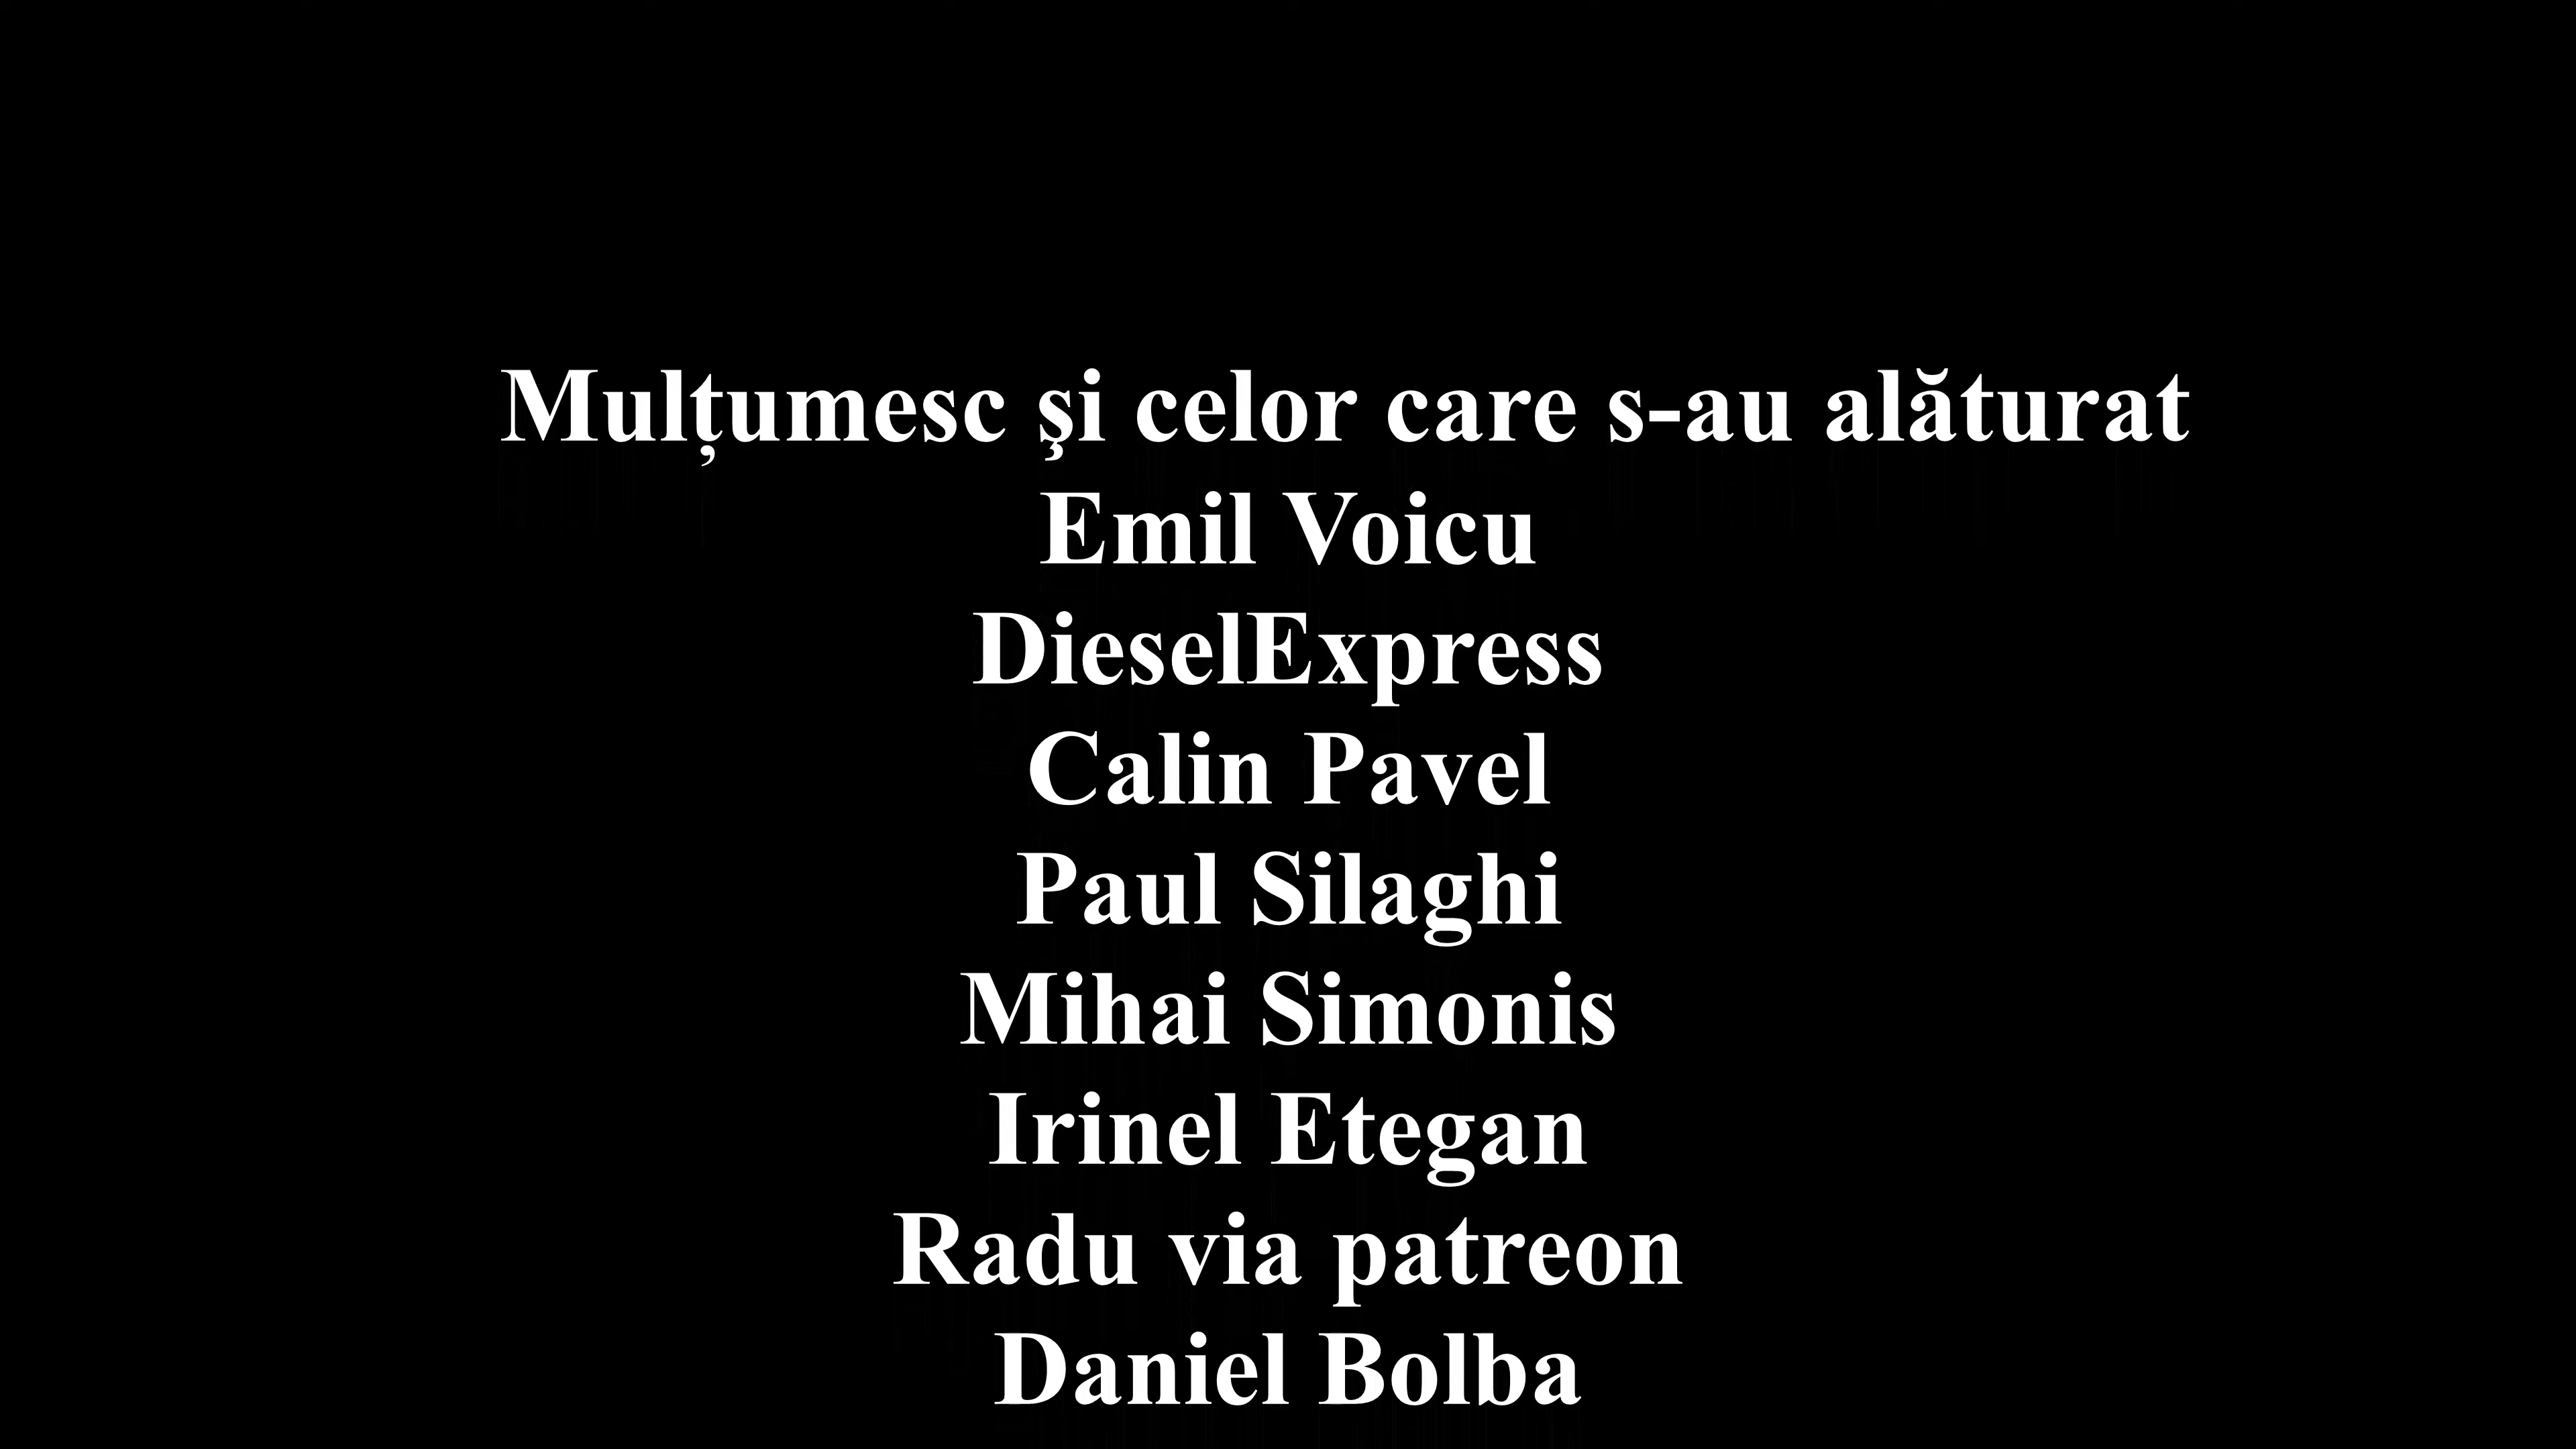 Mulțumesc şi celor care s-au alăturat
Emil Voicu
DieselExpress
Calin Pavel
Paul Silaghi
Mihai Simonis
Irinel Etegan
Radu via patreon
Daniel Bolba